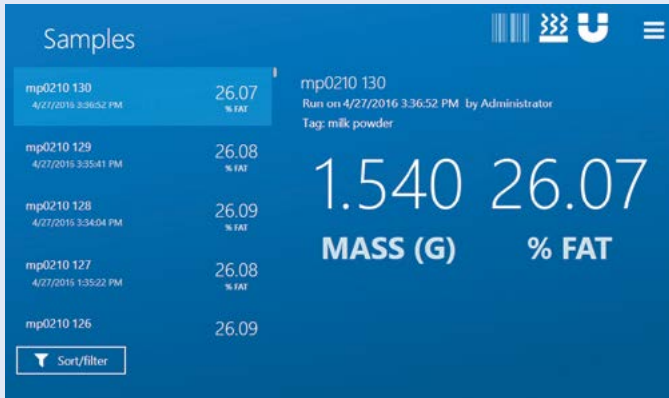 Samples
mp0210 130
4/27/2016 3:36:52 PM
26.07
% FAT
mp0210 129
4/27/2016 3:35:41 PM
26.08
% FAT
mp0210 128
4/27/2016 3:34:04 PM
26.09
% FAT
mp0210 127
4/27/2016 1:35:22 PM
26.08
% FAT
mp0210 126
26.09
Sort/filter
mp0210 130
Run on 4/27/2016 3:36:52 PM by Administrator
Tag: milk powder
1.540 26.07
MASS (G) % FAT